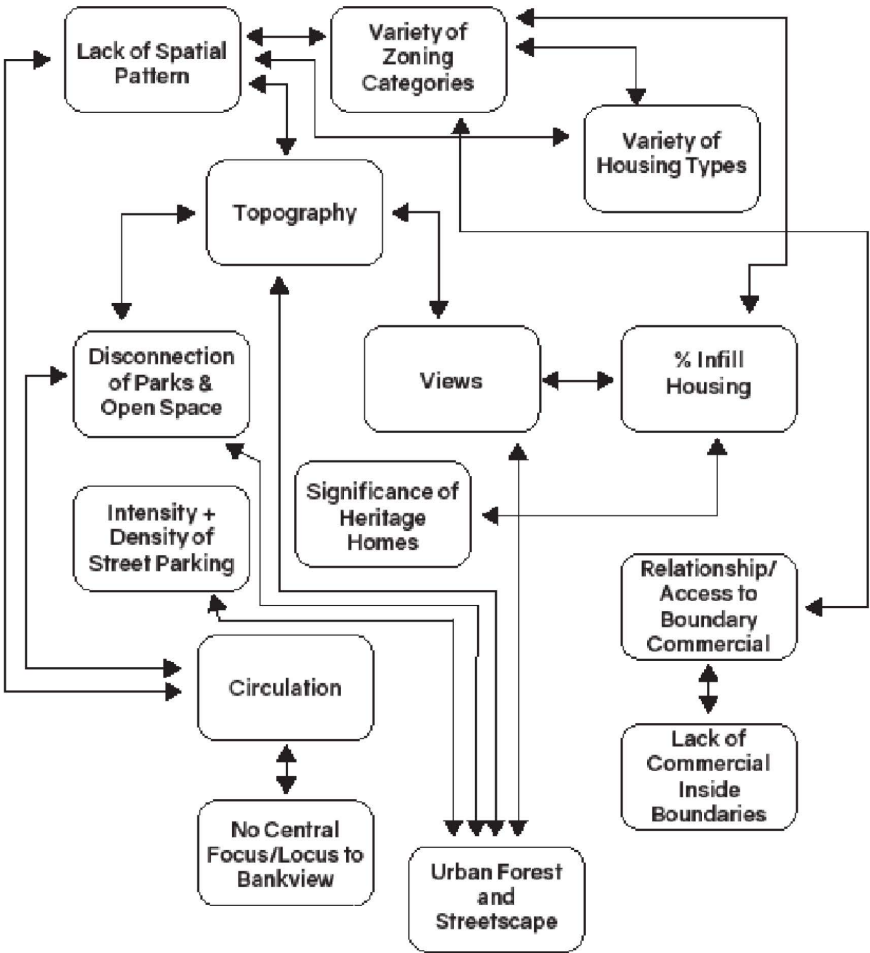 Lack of Spatial
Pattern
Variety of
Zoning
Categories
Variety of
Housing Types
Topography
Disconnection
of Parks &
Open Space
Views
% Infill
Housing
Significance of
Heritage
Homes
Intensity +
Density of
Street Parking
Relationship/
Access to
Boundary
Commercial
Circulation
Lack of
Commercial
Inside
Boundaries
No Central
Focus/Locus to
Bankview
Urban Forest
and
Streetscape